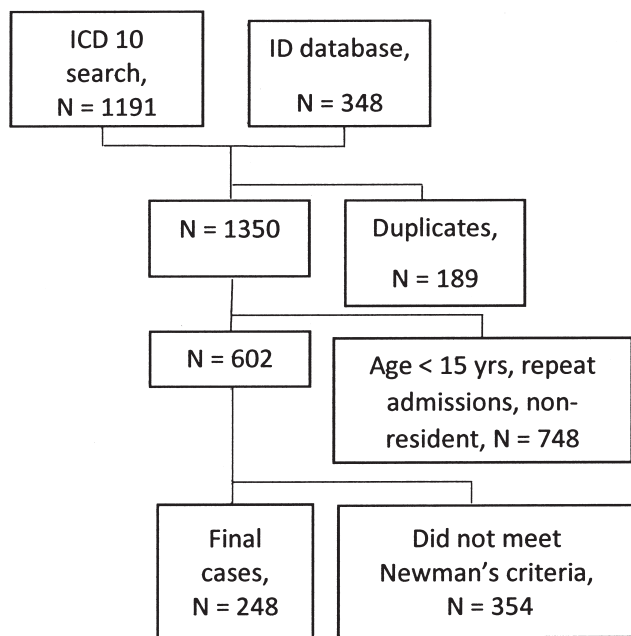 ICD 10
search,
N = 1191
ID database,
N = 348
N = 1350
Duplicates,
N = 189
N = 602
Age < 15 yrs, repeat
admissions, non-
resident, N = 748
Final
cases,
N = 248
Did not meet
Newman’s criteria,
N = 354